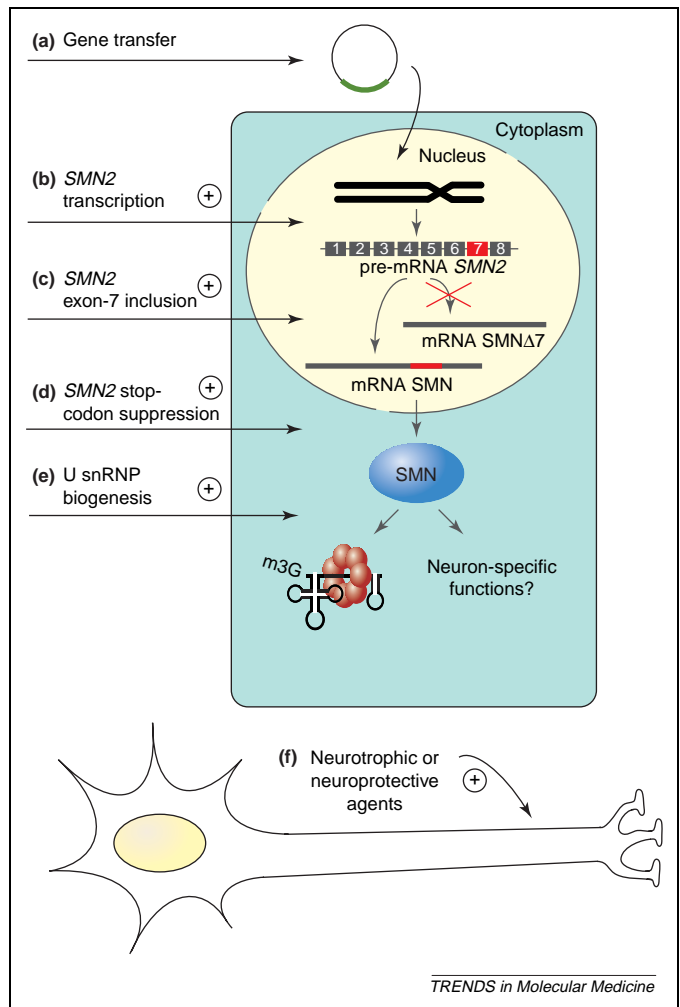 (a) Gene transfer
Cytoplasm
Nucleus
(b) SMN2
transcription
+
1 2 3 4 5 6 7 8
pre-mRNA SMN2
(c) SMN2
exon-7 inclusion
+
mRNA SMNΔ7
mRNA SMN
(d) SMN2 stop-
codon suppression
+
SMN
(e) U snRNP
biogenesis
+
m3G
Neuron-specific
functions?
(f) Neurotrophic or
neuroprotective
agents
+
TRENDS in Molecular Medicine